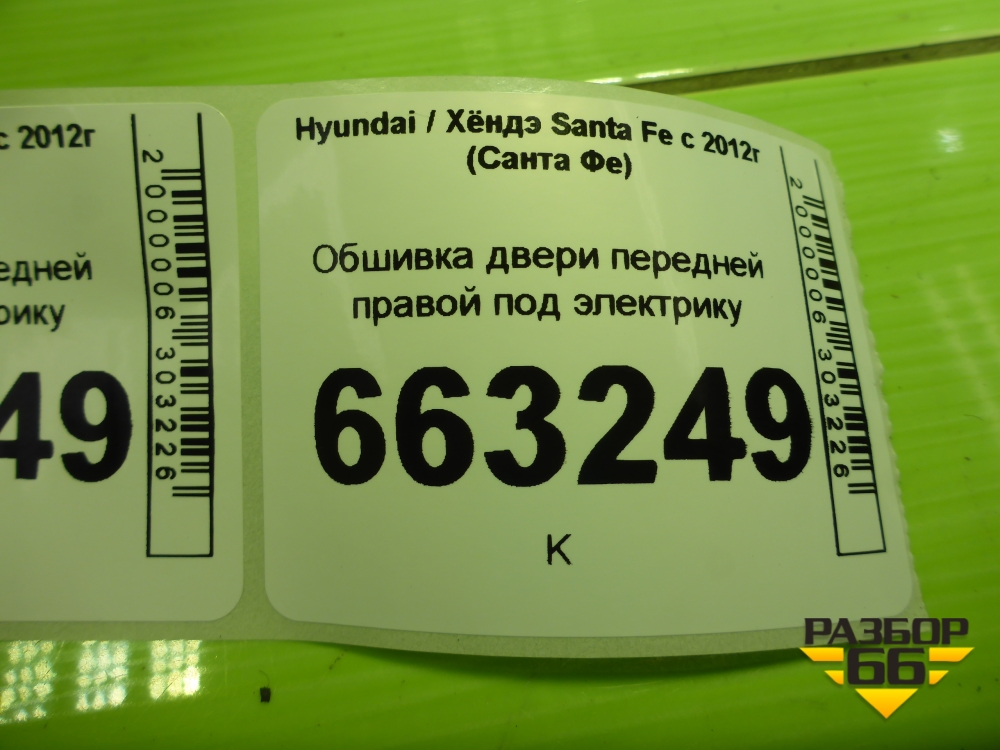 с 2012г
едней
рику
49
2000006303226
Hyundai / Хёндэ Santa Fe с 2012г
(Санта Фе)
Обшивка двери передней
правой под электрику
663249
К
2000006303226
РАЗБОР
66